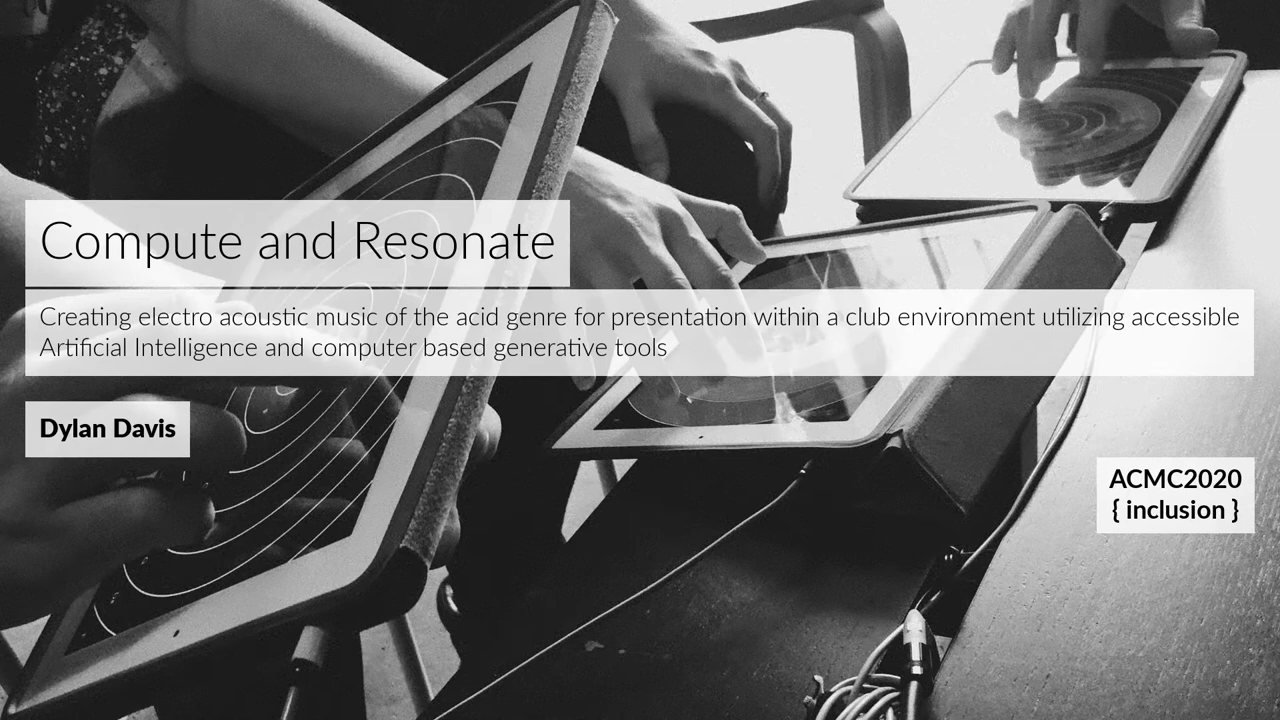 Compute and Resonate
Creating electro acoustic music of the acid genre for presentation within a club environment utilizing accessible
Artificial Intelligence and computer based generative tools
Dylan Davis
ACMC2020
{ inclusion }